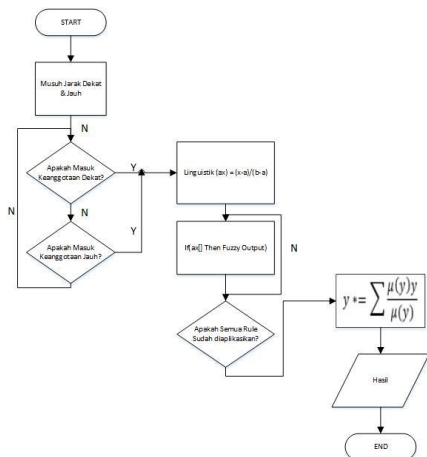 START
Musuh Jarak Dekat
& Jauh
N
Apakah Masuk
Keanggotaan Dekat?
Y
N
N
Apakah Masuk
Keanggotaan Jauh?
Y
Linguistik (ax) =(x-a)/(b-a)
If(ax[] Then Fuzzy Output)
N
Apakah Semua Rule
Sudah diaplikasikan?
y *= ∑ μ(y)y / μ(y)
Hasil
END